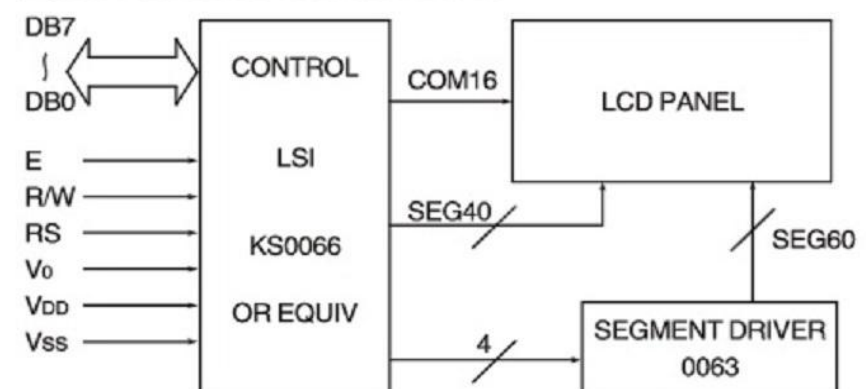 DB7
DB0
E
R/W
RS
V0
VDD
VSS
CONTROL
LSI
KS0066
OR EQUIV
COM16
SEG40
4
LCD PANEL
SEG60
SEGMENT DRIVER
0063